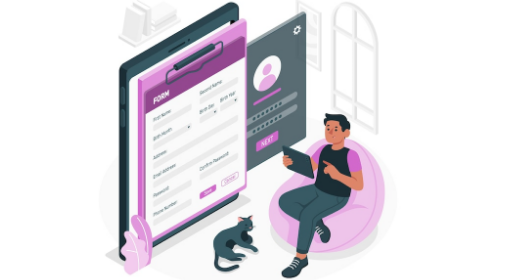 FORM
First Name
Second Name
Birth Month
Birth Day
Birth Year
Address
Email Address
Password
Confirm Password
Phone Number
NEXT